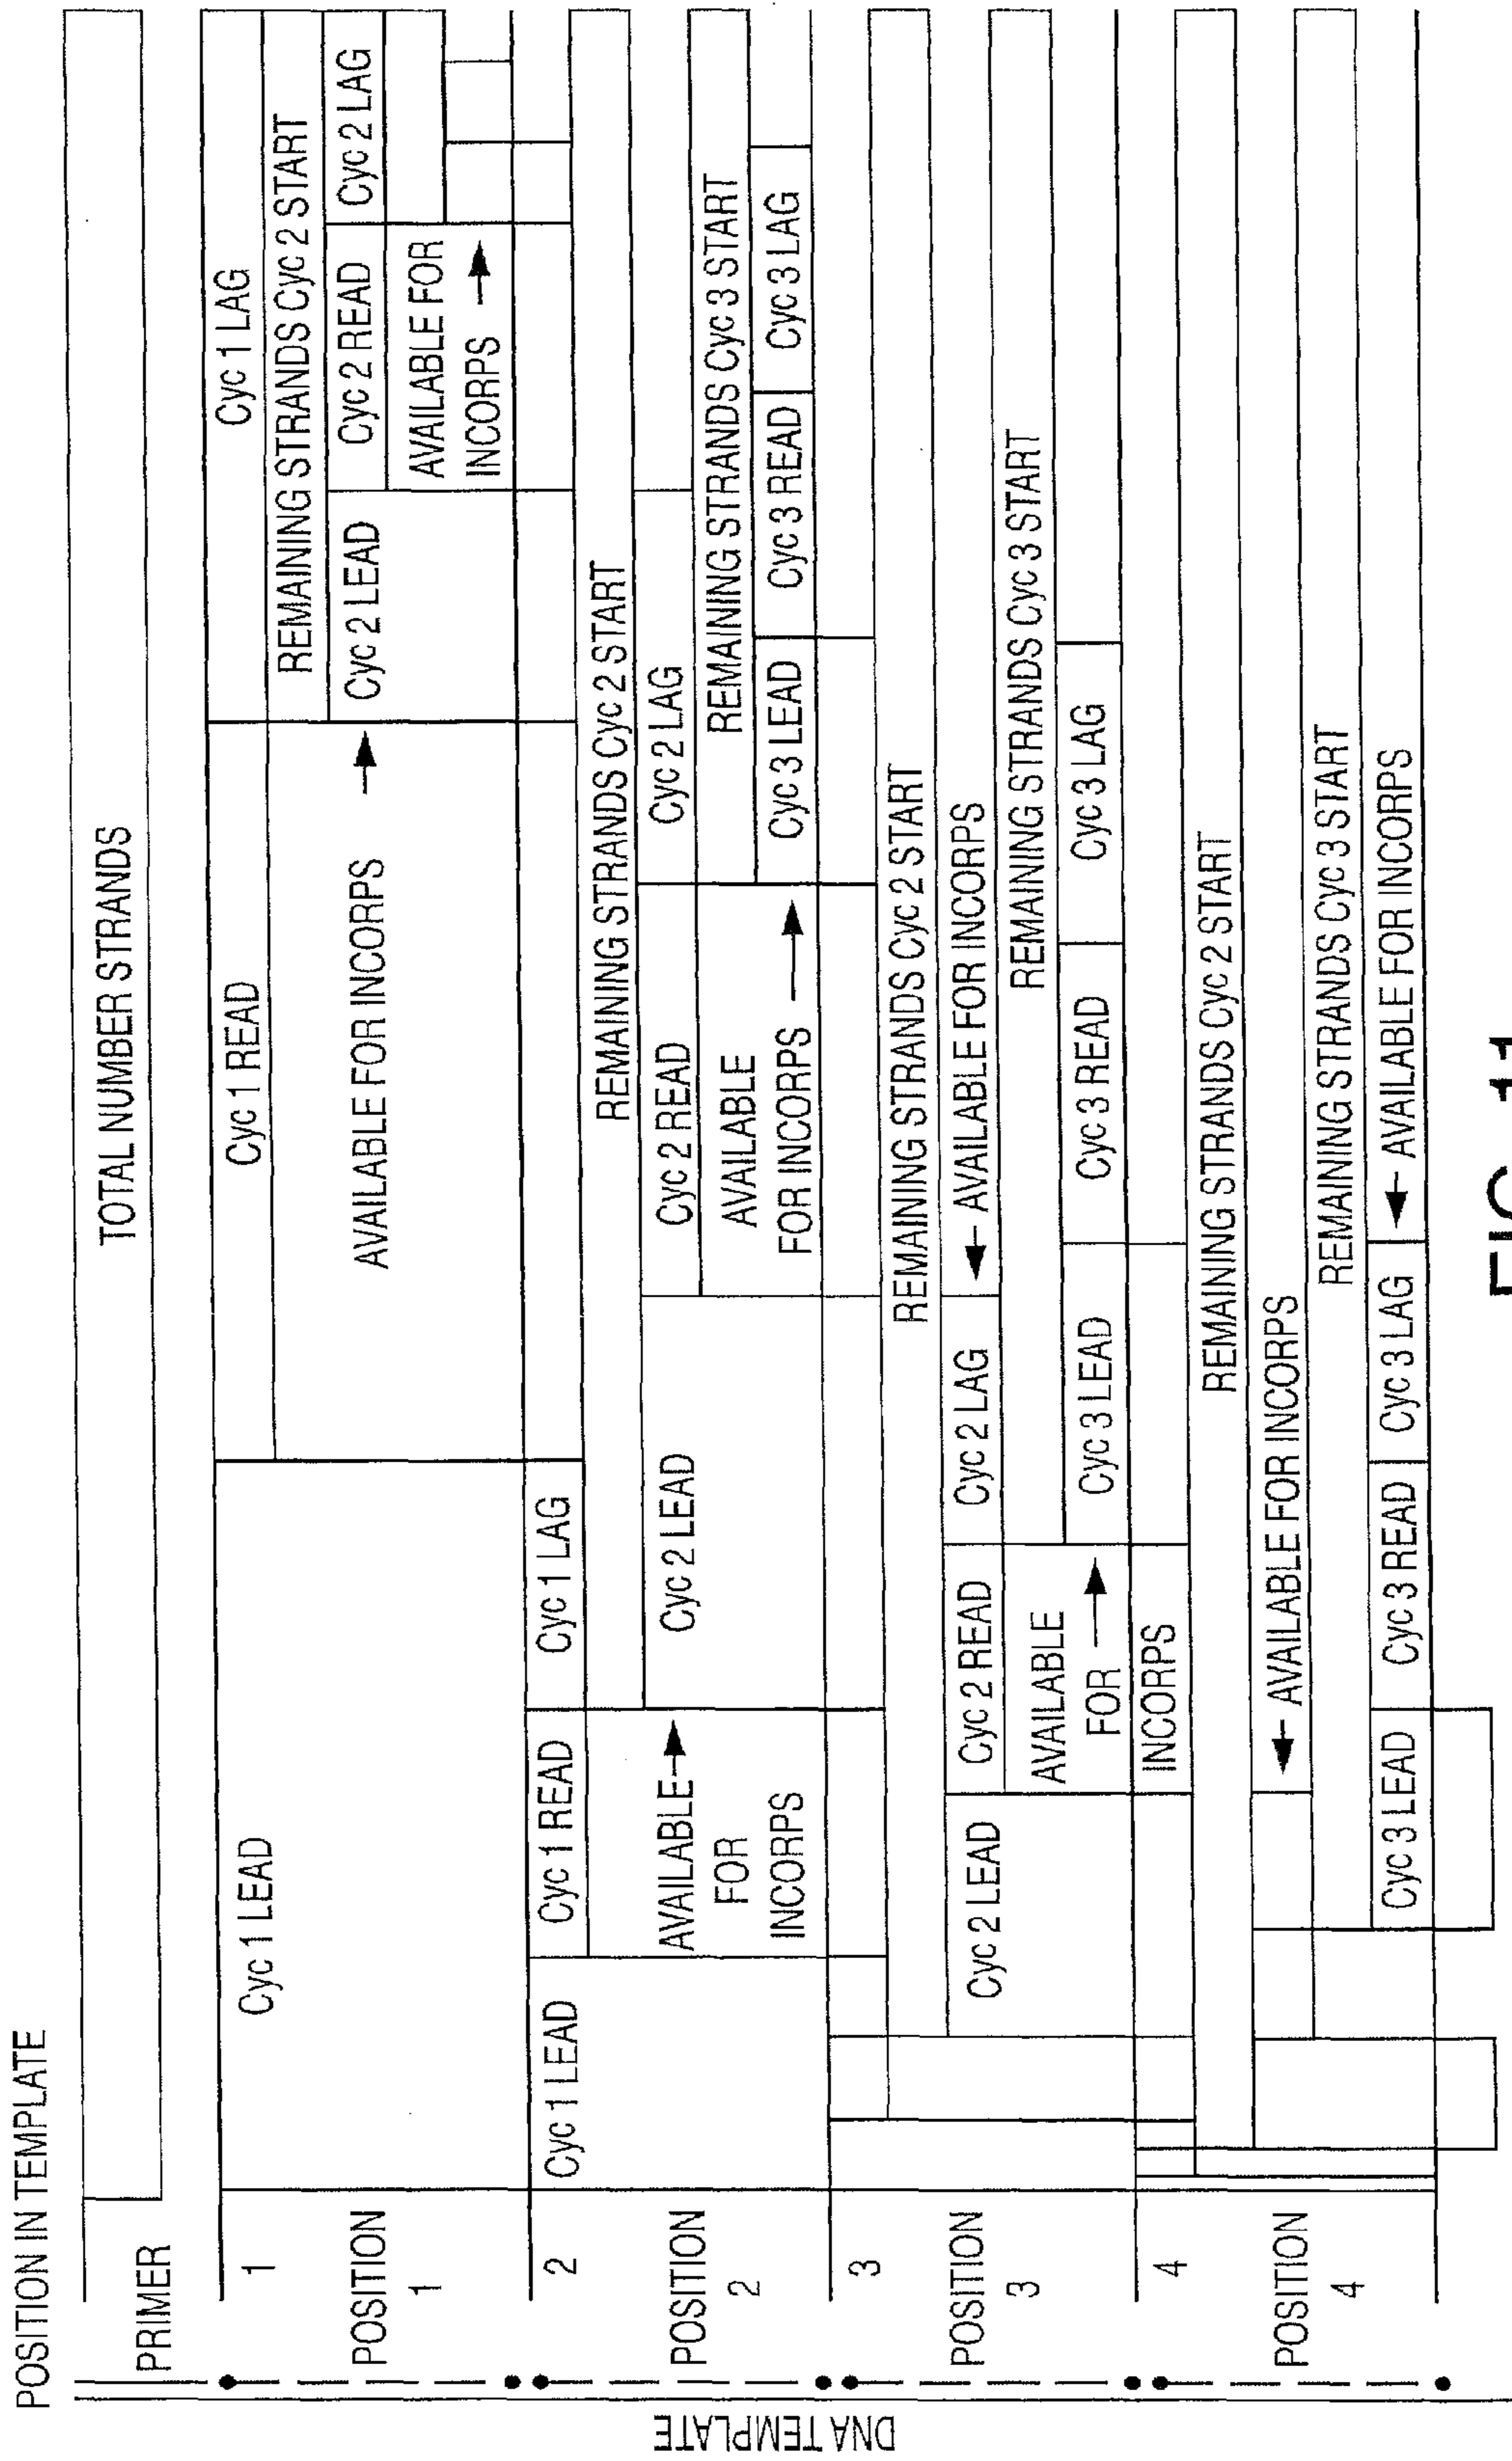 POSITION IN TEMPLATE
DNA TEMPLATE
PRIMER
TOTAL NUMBER STRANDS
1
POSITION
1
Cyc 1 LEAD
Cyc 1 READ
Cyc 1 LAG
AVAILABLE FOR INCORPS
REMAINING STRANDS Cyc 2 START
Cyc 2 LEAD
Cyc 2 READ
Cyc 2 LAG
AVAILABLE FOR
INCORPS
2
POSITION
2
Cyc 1 LEAD
Cyc 1 READ
Cyc 1 LAG
AVAILABLE
FOR
INCORPS
REMAINING STRANDS Cyc 2 START
Cyc 2 LEAD
Cyc 2 READ
Cyc 2 LAG
AVAILABLE
FOR INCORPS
REMAINING STRANDS Cyc 3 START
Cyc 3 LEAD
Cyc 3 READ
Cyc 3 LAG
3
POSITION
3
REMAINING STRANDS Cyc 2 START
Cyc 2 LEAD
Cyc 2 READ
Cyc 2 LAG
AVAILABLE FOR INCORPS
AVAILABLE
FOR
INCORPS
REMAINING STRANDS Cyc 3 START
Cyc 3 LEAD
Cyc 3 READ
Cyc 3 LAG
4
POSITION
4
REMAINING STRANDS Cyc 2 START
AVAILABLE FOR INCORPS
REMAINING STRANDS Cyc 3 START
Cyc 3 LEAD
Cyc 3 READ
Cyc 3 LAG
AVAILABLE FOR INCORPS